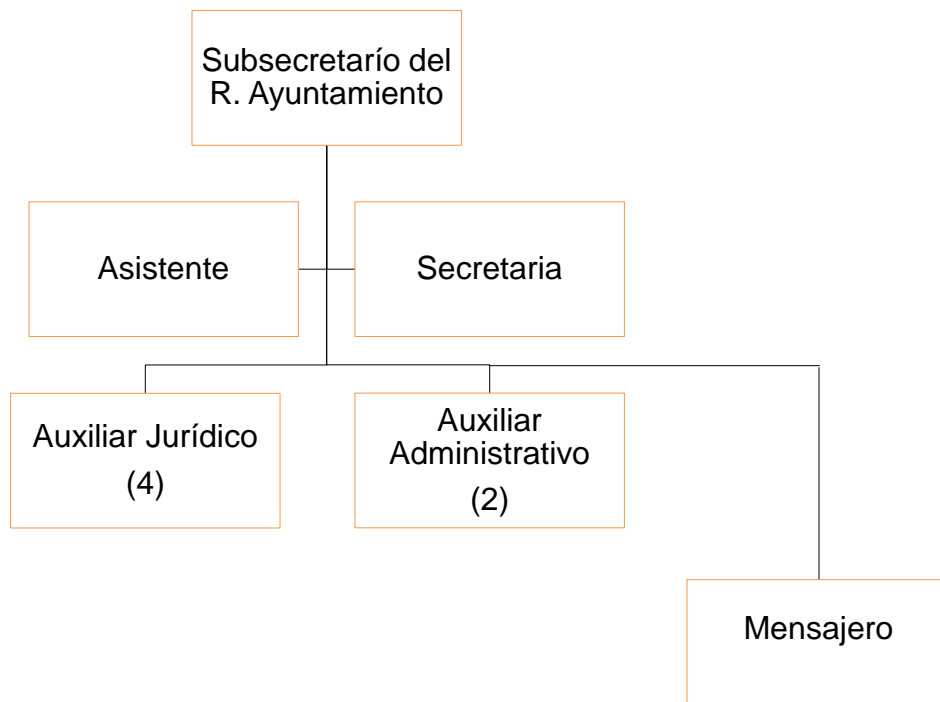 Subsecretarío del
R. Ayuntamiento
Asistente
Secretaria
Auxiliar Jurídico
(4)
Auxiliar
Administrativo
(2)
Mensajero